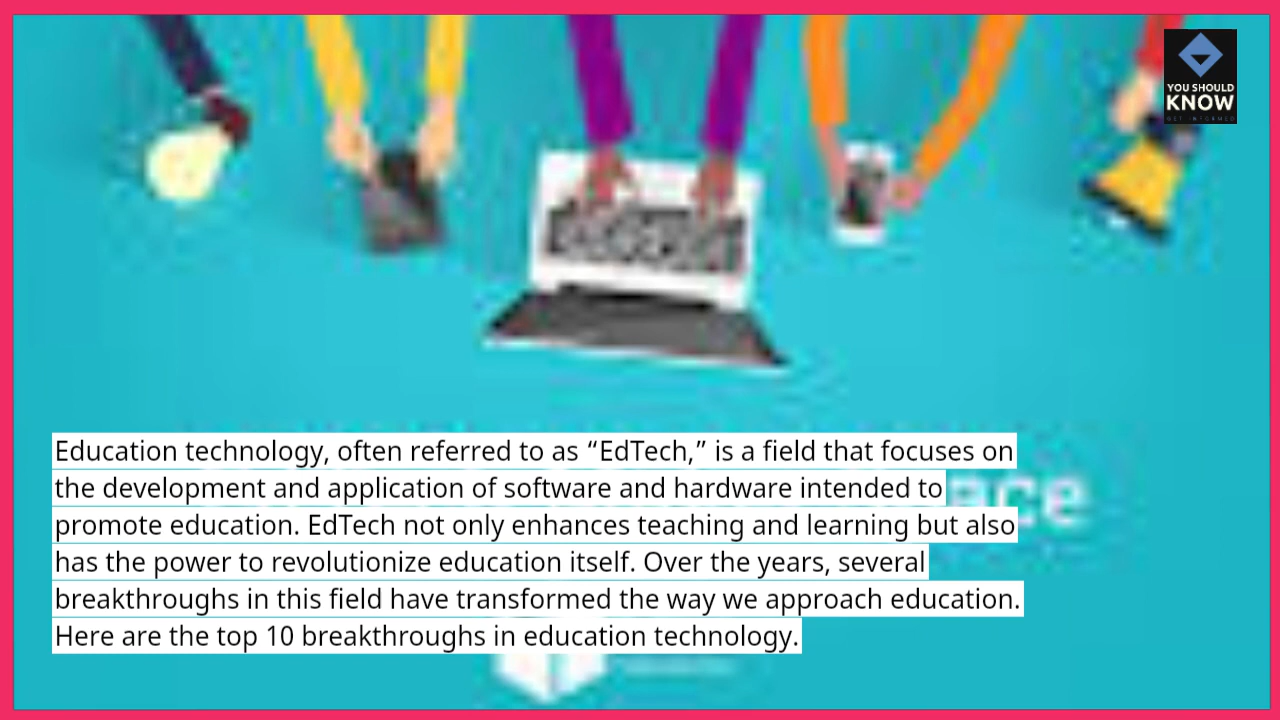 YOU SHOULD
KNOW
GET INFORMED
Education technology, often referred to as “EdTech,” is a field that focuses on
the development and application of software and hardware intended to
promote education. EdTech not only enhances teaching and learning but also
has the power to revolutionize education itself. Over the years, several
breakthroughs in this field have transformed the way we approach education.
Here are the top 10 breakthroughs in education technology.